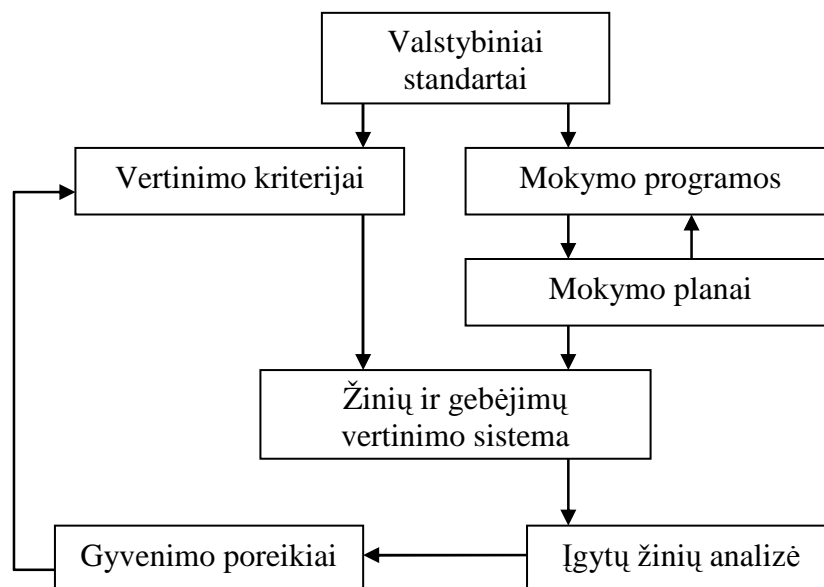 Valstybiniai
standartai
Vertinimo kriterijai
Mokymo programos
Mokymo planai
Žinių ir gebėjimų
vertinimo sistema
Gyvenimo poreikiai
Įgytų žinių analizė